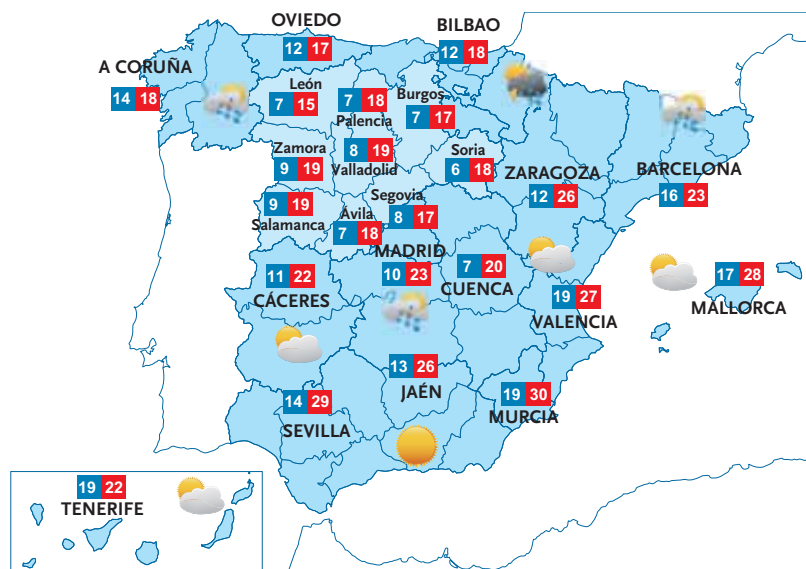 OVIEDO
12 17
BILBAO
12 18
A CORUÑA
14 18
León
7 15
7 18
Palencia
Burgos
7 17
Zamora
9 19
8 19
Valladolid
Soria
6 18
ZARAGOZA
12 26
BARCELONA
16 23
9 19
Salamanca
Ávila
7 18
Segovia
8 17
MADRID
10 23
7 20
CUENCA
11 22
CÁCERES
19 27
VALENCIA
17 28
MALLORCA
13 26
JAÉN
14 29
SEVILLA
19 30
MURCIA
19 22
TENERIFE